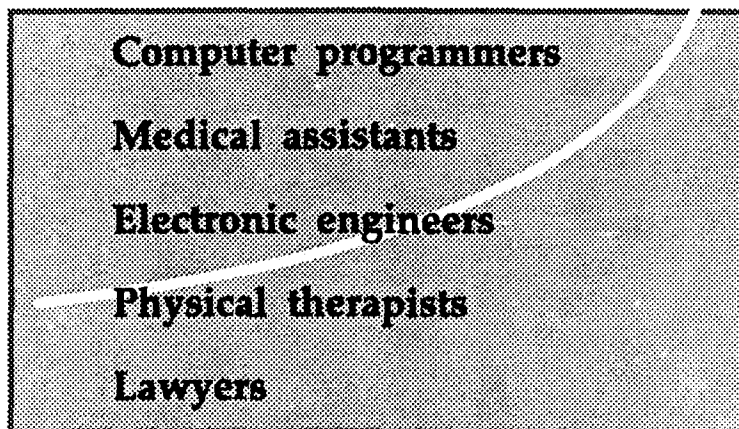 Computer programmers
Medical assistants
Electronic engineers
Physical therapists
Lawyers